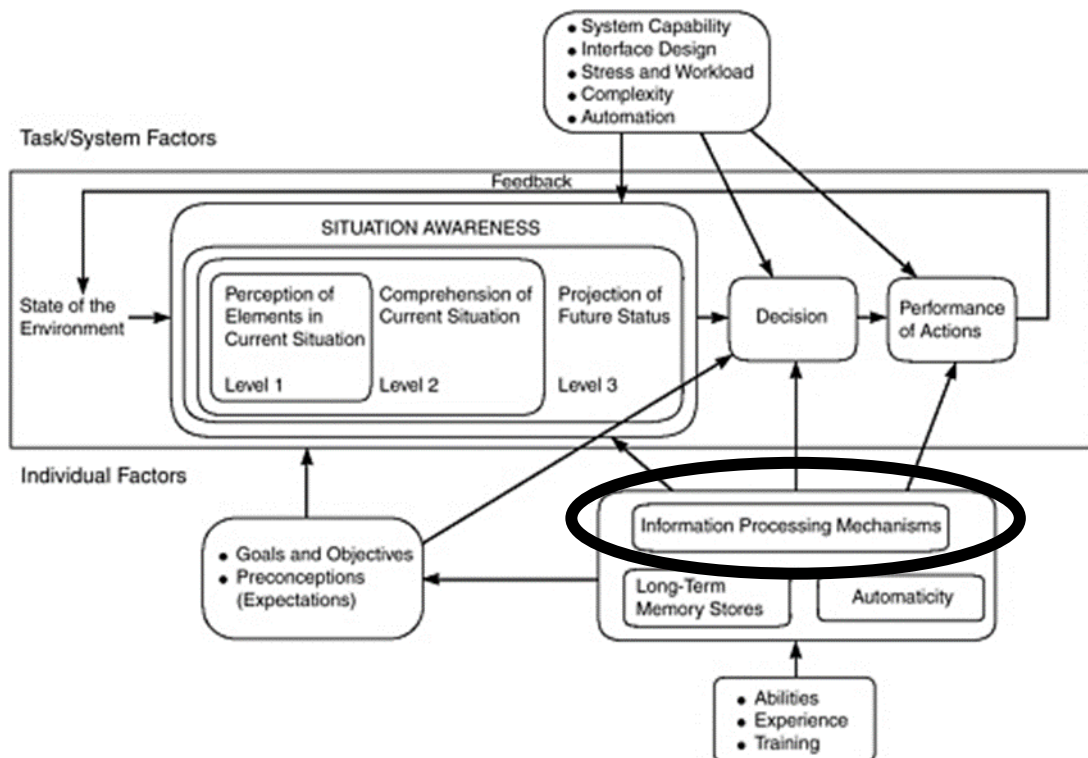 • System Capability
• Interface Design
• Stress and Workload
• Complexity
• Automation
Task/System Factors
Feedback
SITUATION AWARENESS
State of the
Environment
Perception of
Elements in
Current Situation
Level 1
Comprehension of
Current Situation
Level 2
Projection of
Future Status
Level 3
Decision
Performance
of Actions
Individual Factors
• Goals and Objectives
• Preconceptions
(Expectations)
Information Processing Mechanisms
Long-Term
Memory Stores
Automaticity
• Abilities
• Experience
• Training